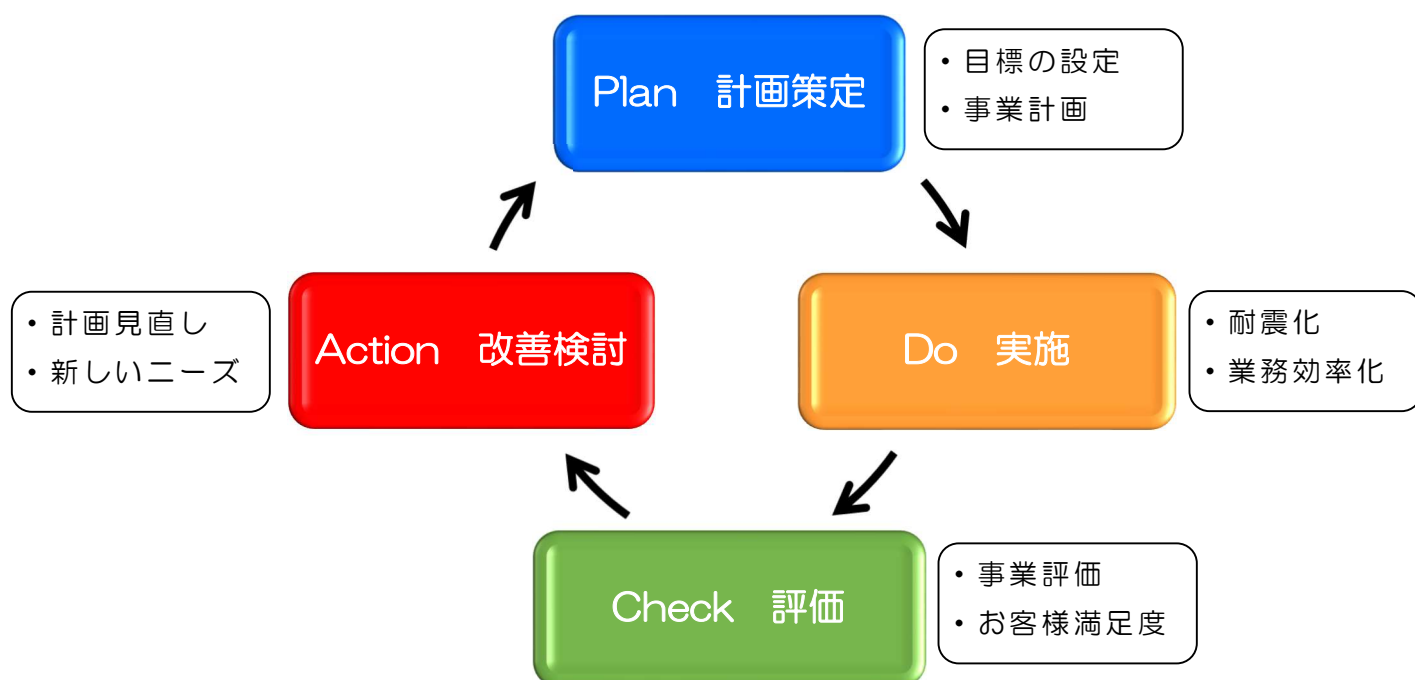 Plan 計画策定
・目標の設定
・事業計画
Do 実施
・耐震化
・業務効率化
Check 評価
・事業評価
・お客様満足度
Action 改善検討
・計画見直し
・新しいニーズ